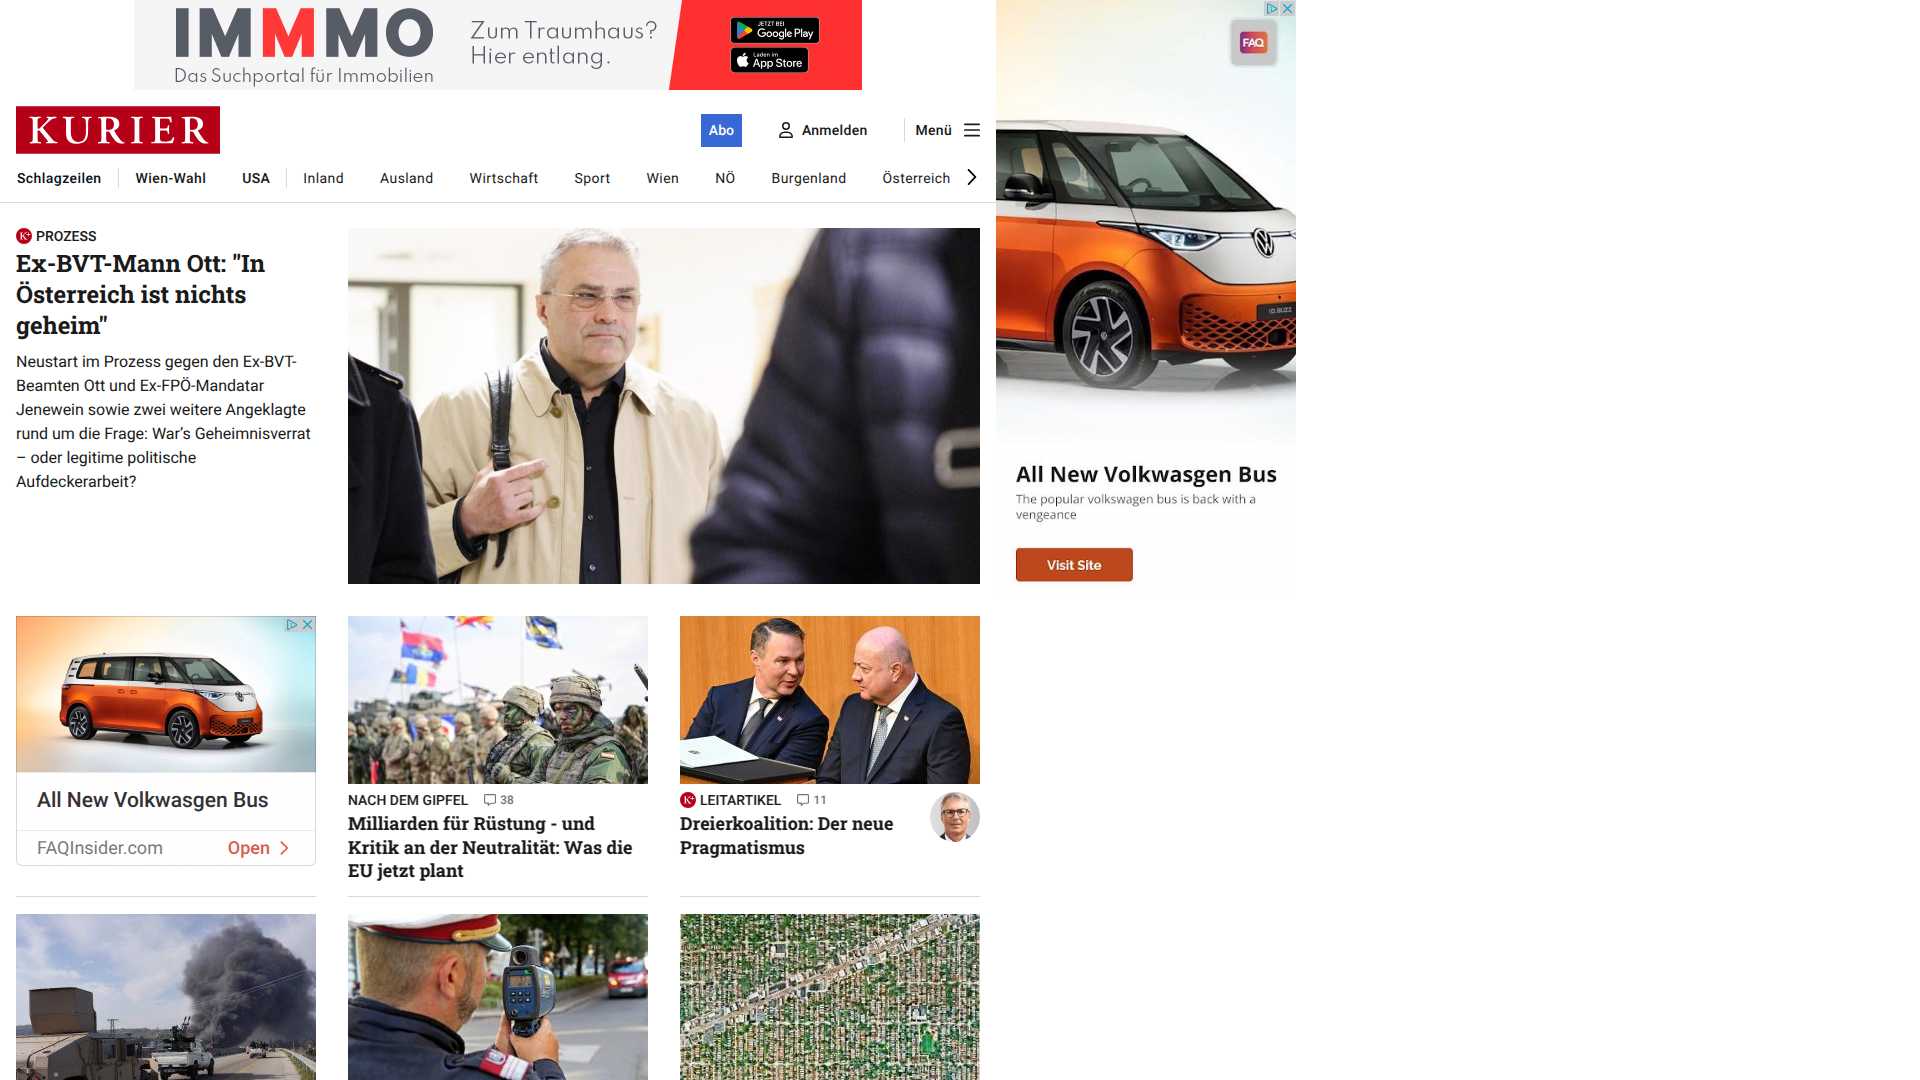 IMMMO
Das Suchportal für Immobilien
Zum Traumhaus?
Hier entlang.
JETZT BEI
Google Play
Laden im
App Store
FAQ
KURIER
Abo
Anmelden
Menü
Schlagzeilen
Wien-Wahl
USA
Inland
Ausland
Wirtschaft
Sport
Wien
NÖ
Burgenland
Österreich
K+ PROZESS
Ex-BVT-Mann Ott: "In
Österreich ist nichts
geheim"
Neustart im Prozess gegen den Ex-BVT-
Beamten Ott und Ex-FPÖ-Mandatar
Jenewein sowie zwei weitere Angeklagte
rund um die Frage: War's Geheimnisverrat
– oder legitime politische
Aufdeckerarbeit?
ID.BUZZ
All New Volkwasgen Bus
The popular volkswagen bus is back with a
vengeance
Visit Site
All New Volkwasgen Bus
FAQInsider.com
Open
NACH DEM GIPFEL 38
Milliarden für Rüstung - und
Kritik an der Neutralität: Was die
EU jetzt plant
K+ LEITARTIKEL 11
Dreierkoalition: Der neue
Pragmatismus